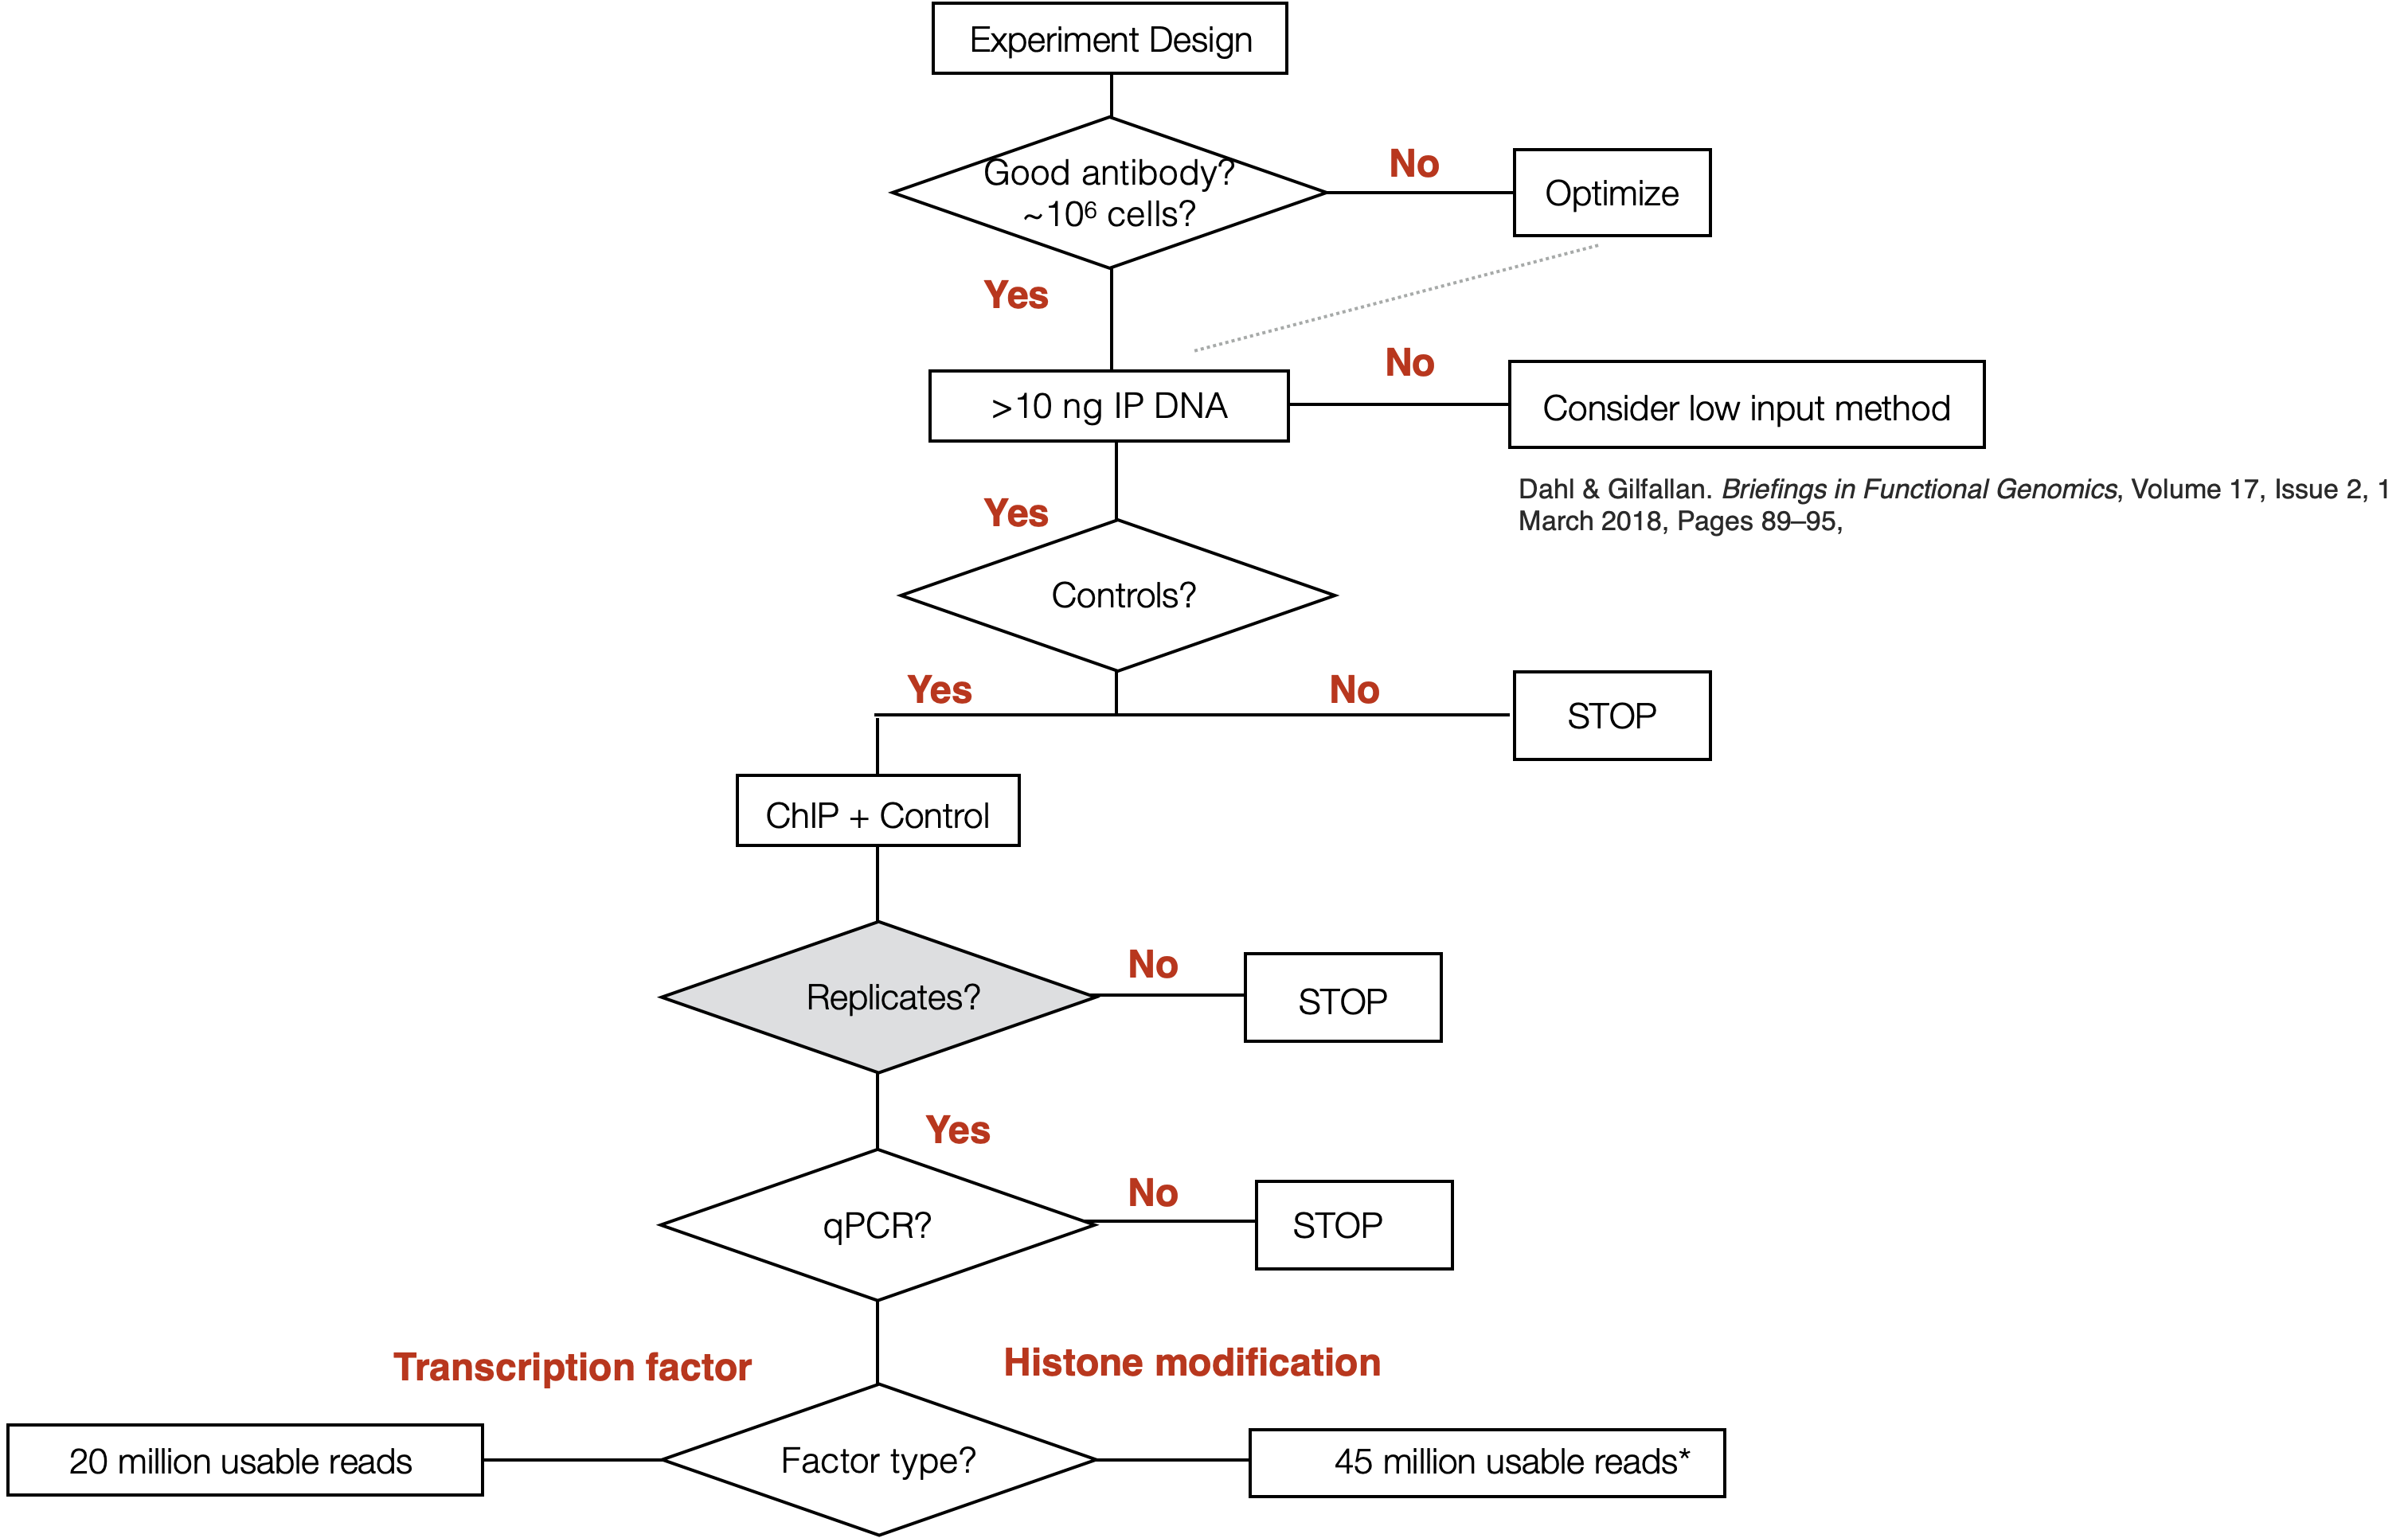 Experiment Design
Good antibody?
~10⁶ cells?
No
Optimize
Yes
>10 ng IP DNA
No
Consider low input method
Dahl & Gilfallan. Briefings in Functional Genomics, Volume 17, Issue 2, 1
March 2018, Pages 89–95,
Yes
Controls?
Yes
No
STOP
ChIP + Control
Replicates?
No
STOP
Yes
qPCR?
No
STOP
Transcription factor
Histone modification
20 million usable reads
Factor type?
45 million usable reads*